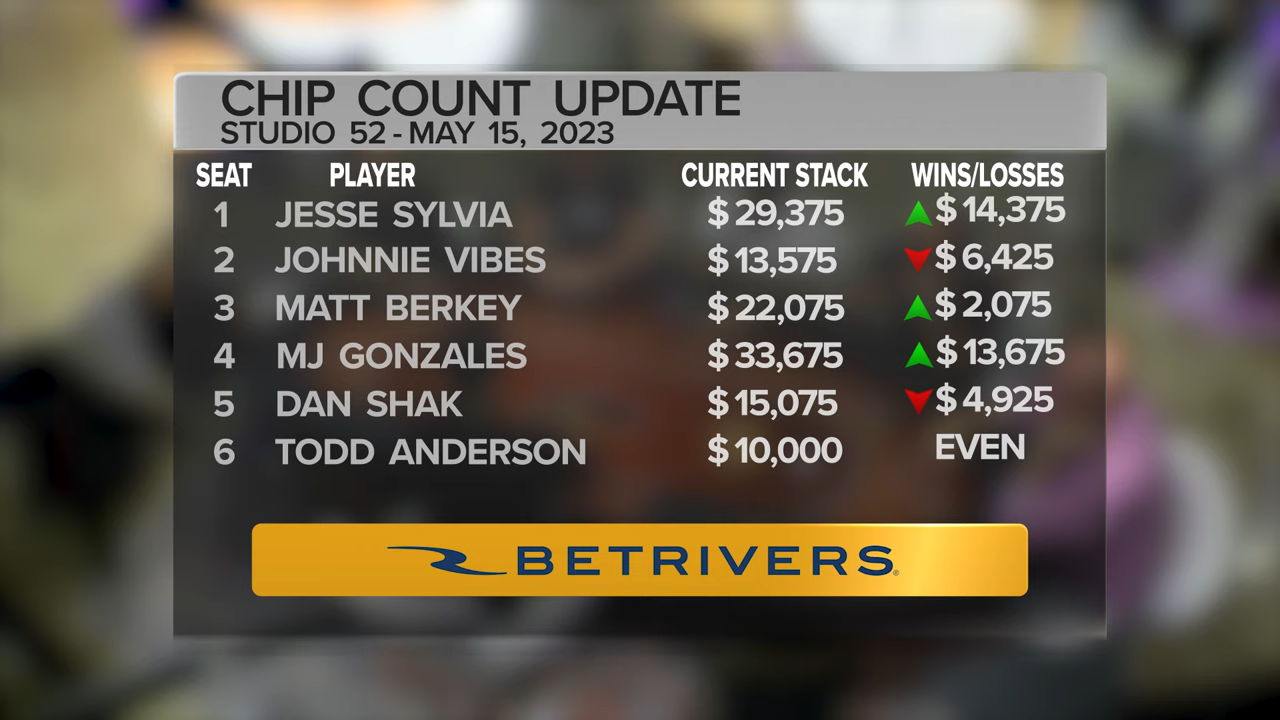 CHIP COUNT UPDATE
STUDIO 52 - MAY 15, 2023
SEAT PLAYER CURRENT STACK WINS/LOSSES
1 JESSE SYLVIA $ 29,375 $ 14,375
2 JOHNNIE VIBES $ 13,575 $ 6,425
3 MATT BERKEY $ 22,075 $ 2,075
4 MJ GONZALES $ 33,675 $ 13,675
5 DAN SHAK $ 15,075 $ 4,925
6 TODD ANDERSON $ 10,000 EVEN
BETRIVERS®